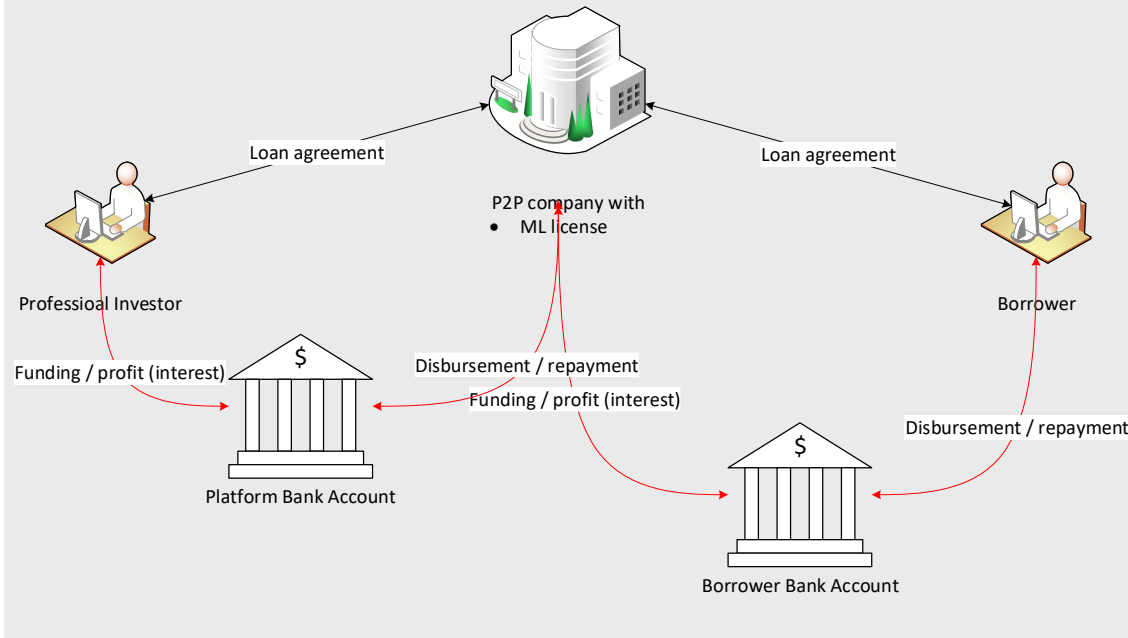 Loan agreement
Loan agreement
P2P company with
• ML license
Professioal Investor
Borrower
$
Funding / profit (interest)
Disbursement / repayment
Funding / profit (interest)
$
Disbursement / repayment
Platform Bank Account
Borrower Bank Account